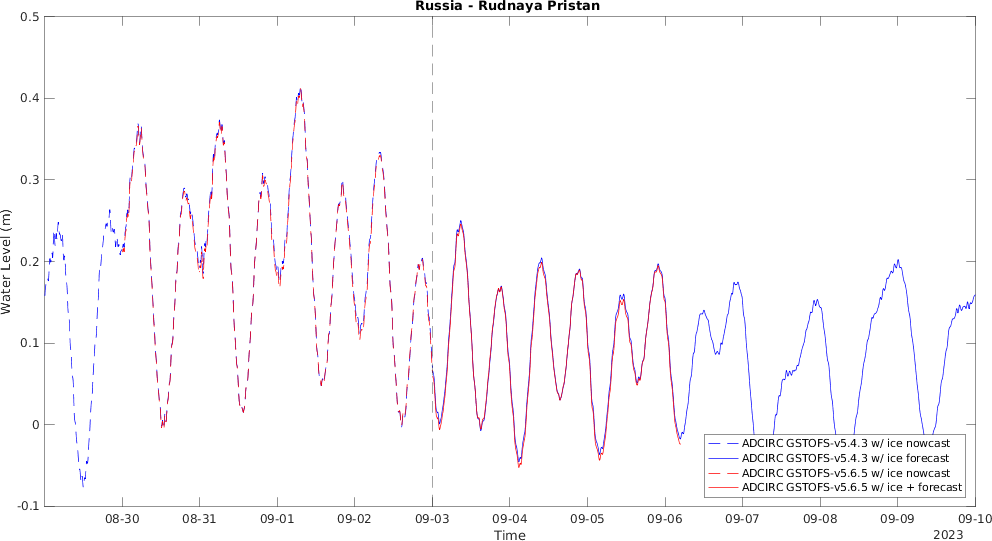 Russia - Rudnaya Pristan
0.5
0.4
0.3
0.2
0.1
0
-0.1
Water Level (m)
08-30 08-31 09-01 09-02 09-03 09-04 09-05 09-06 09-07 09-08 09-09 09-10
Time
2023
ADCIRC GSTOFS-v5.4.3 w/ ice nowcast
ADCIRC GSTOFS-v5.4.3 w/ ice forecast
ADCIRC GSTOFS-v5.6.5 w/ ice nowcast
ADCIRC GSTOFS-v5.6.5 w/ ice + forecast